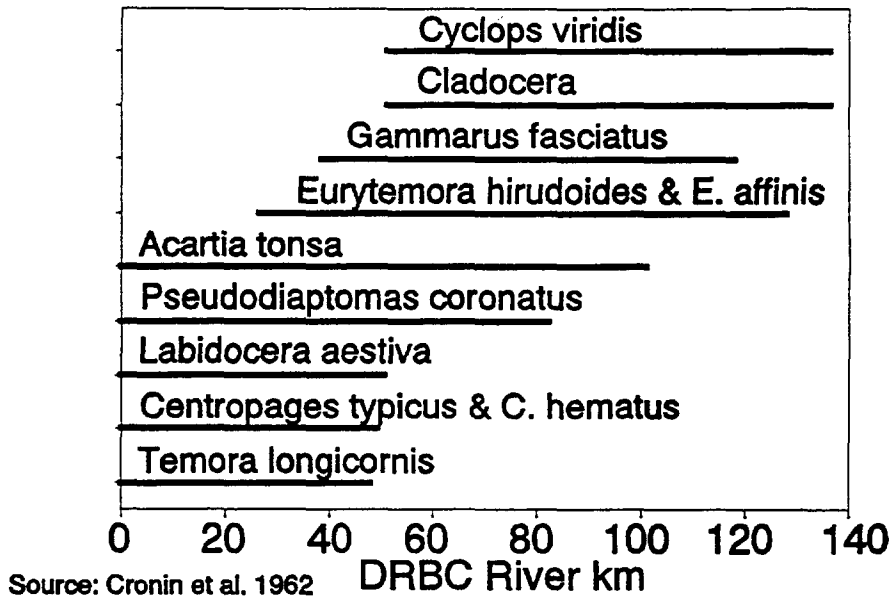 Cyclops viridis
Cladocera
Gammarus fasciatus
Eurytemora hirudoides & E. affinis
Acartia tonsa
Pseudodiaptomas coronatus
Labidocera aestiva
Centropages typicus & C. hematus
Temora longicornis
0 20 40 60 80 100 120 140
DRBC River km
Source: Cronin et al. 1962